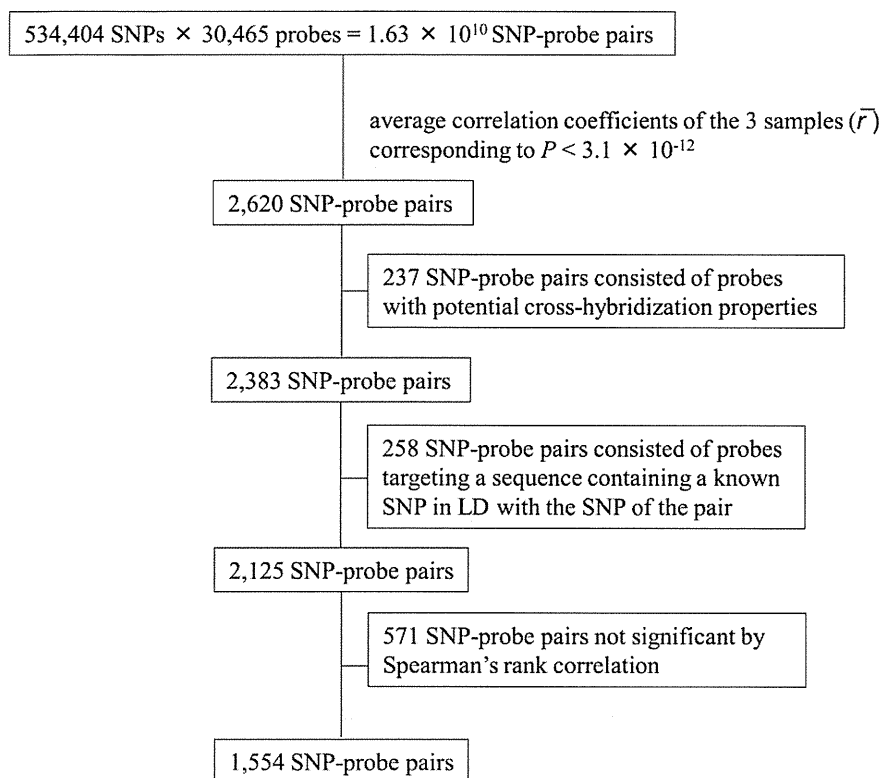 534,404 SNPs × 30,465 probes = 1.63 × 10¹⁰ SNP-probe pairs
average correlation coefficients of the 3 samples (r̄)
corresponding to P < 3.1 × 10⁻¹²
2,620 SNP-probe pairs
237 SNP-probe pairs consisted of probes
with potential cross-hybridization properties
2,383 SNP-probe pairs
258 SNP-probe pairs consisted of probes
targeting a sequence containing a known
SNP in LD with the SNP of the pair
2,125 SNP-probe pairs
571 SNP-probe pairs not significant by
Spearman's rank correlation
1,554 SNP-probe pairs